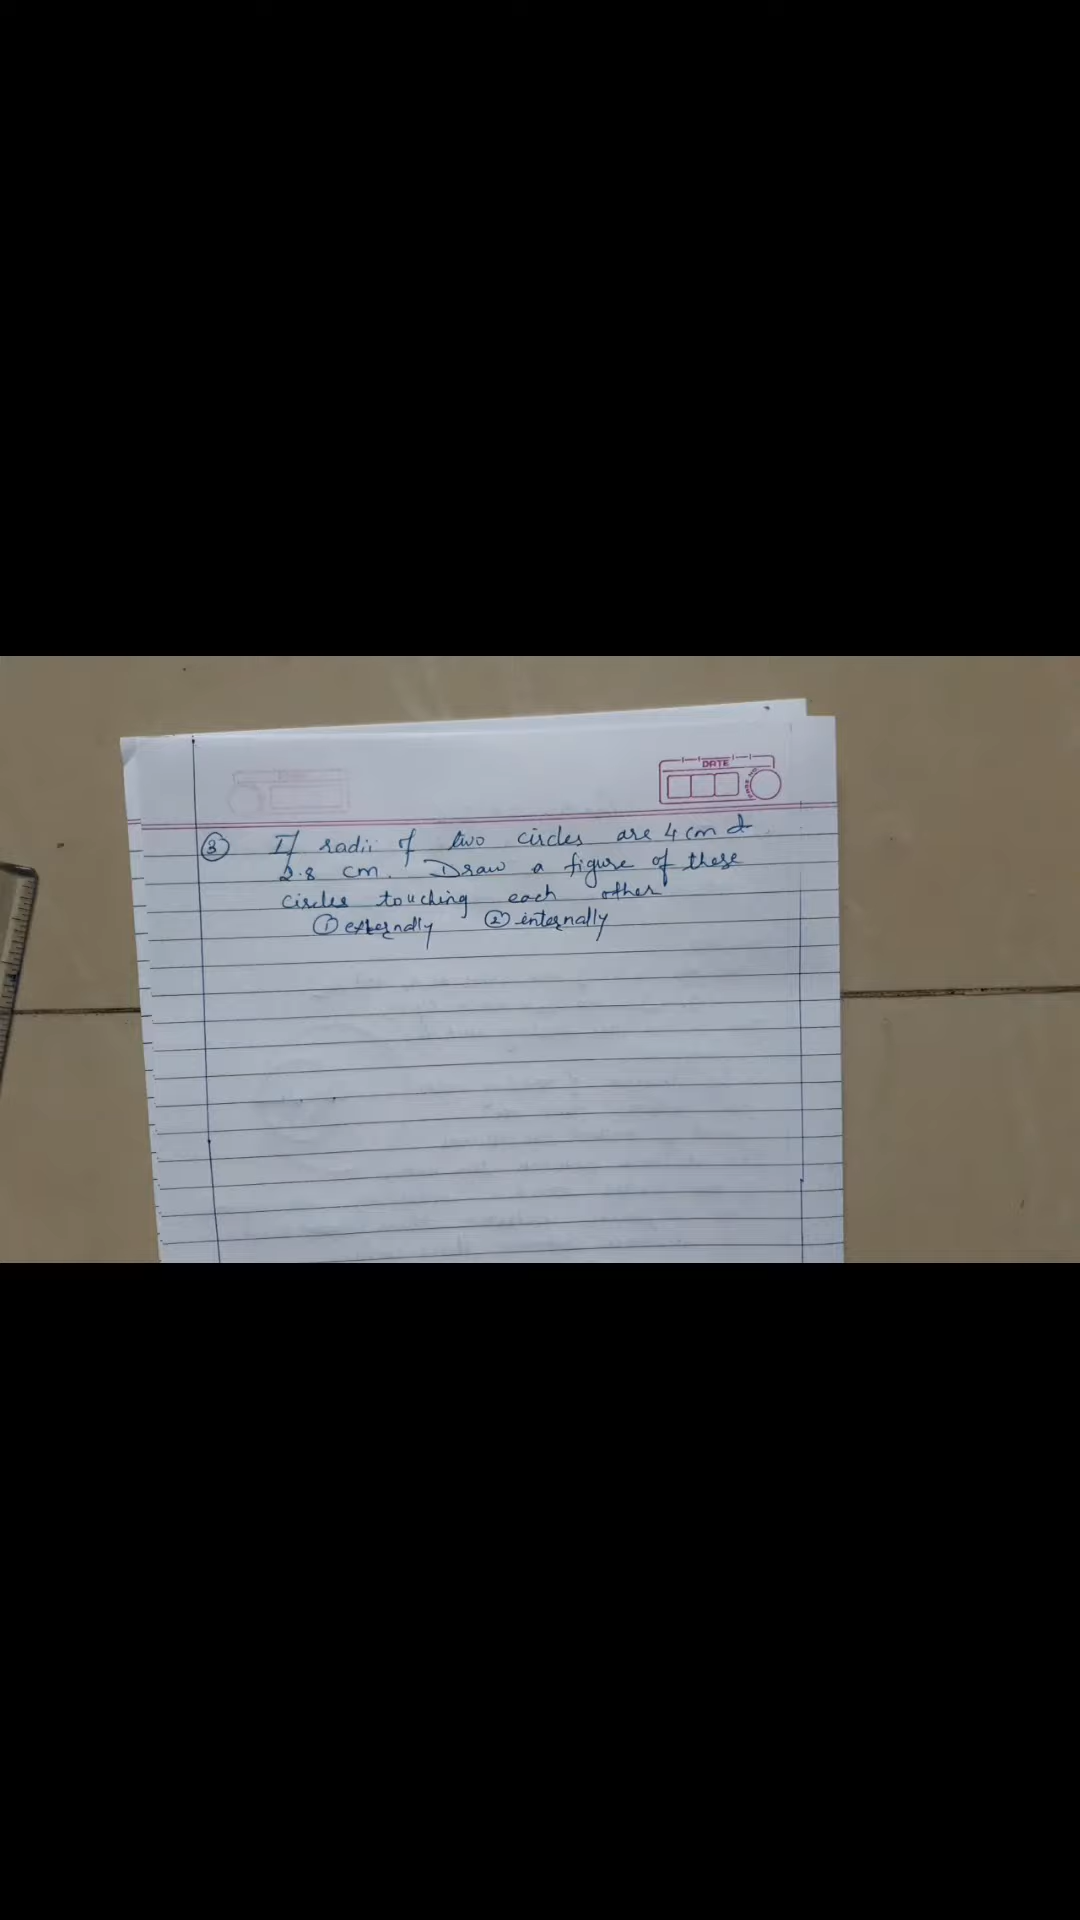 DATE
③ If radii of two circles are 4 cm &
2.8 cm. Draw a figure of these
circles touching each other
① externally ② internally